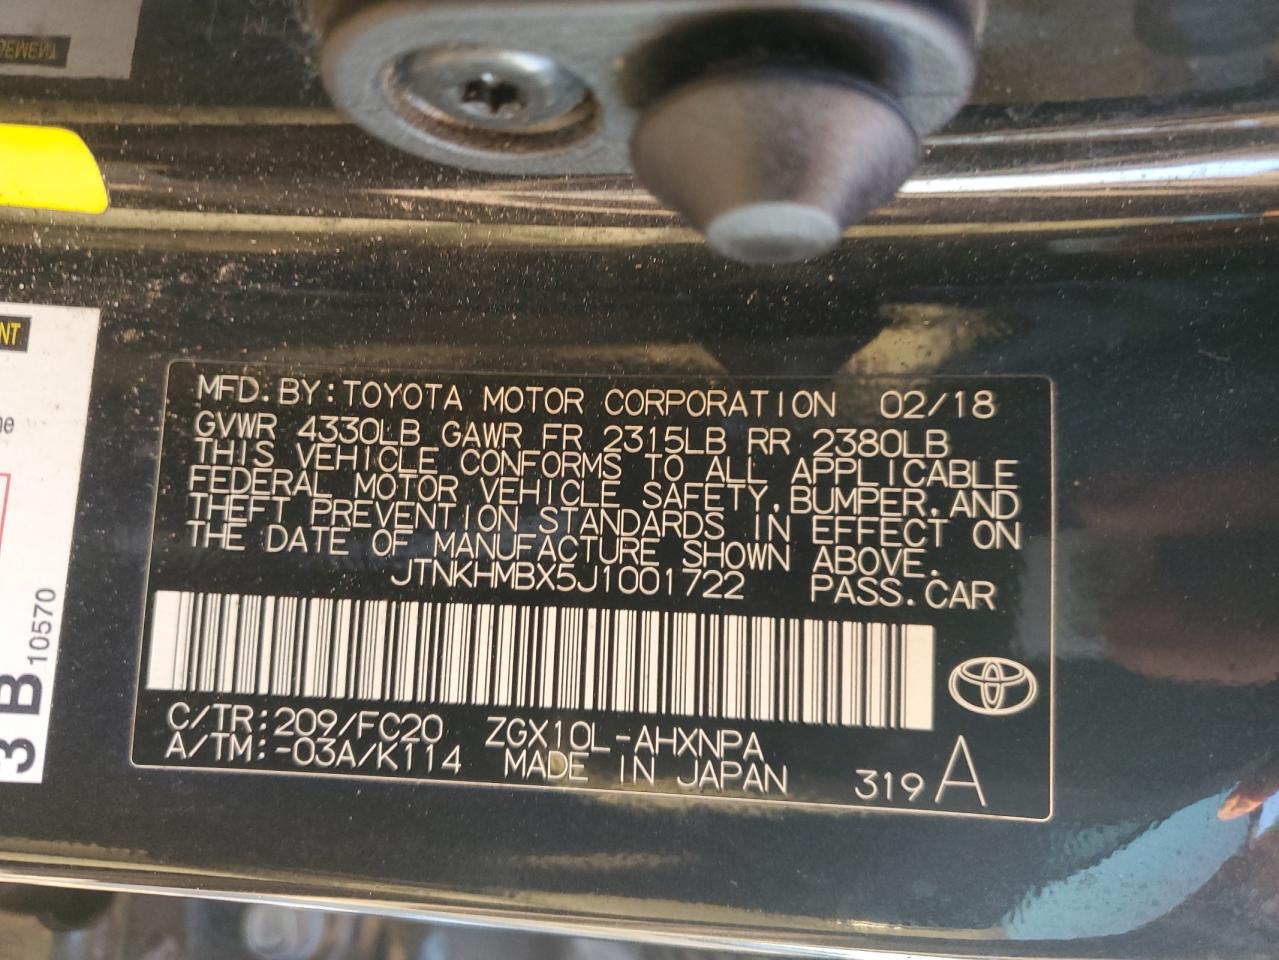 NT
3 B 10570
MFD.BY:TOYOTA MOTOR CORPORATION 02/18
GVWR 4330LB GAWR FR 2315LB RR 2380LB
THIS VEHICLE CONFORMS TO ALL APPLICABLE
FEDERAL MOTOR VEHICLE SAFETY,BUMPER,AND
THEFT PREVENTION STANDARDS IN EFFECT ON
THE DATE OF MANUFACTURE SHOWN ABOVE.
JTNKHMBX5J1001722 PASS.CAR
C/TR:209/FC20 ZGX10L-AHXNPA
A/TM:-03A/K114 MADE IN JAPAN 319 A